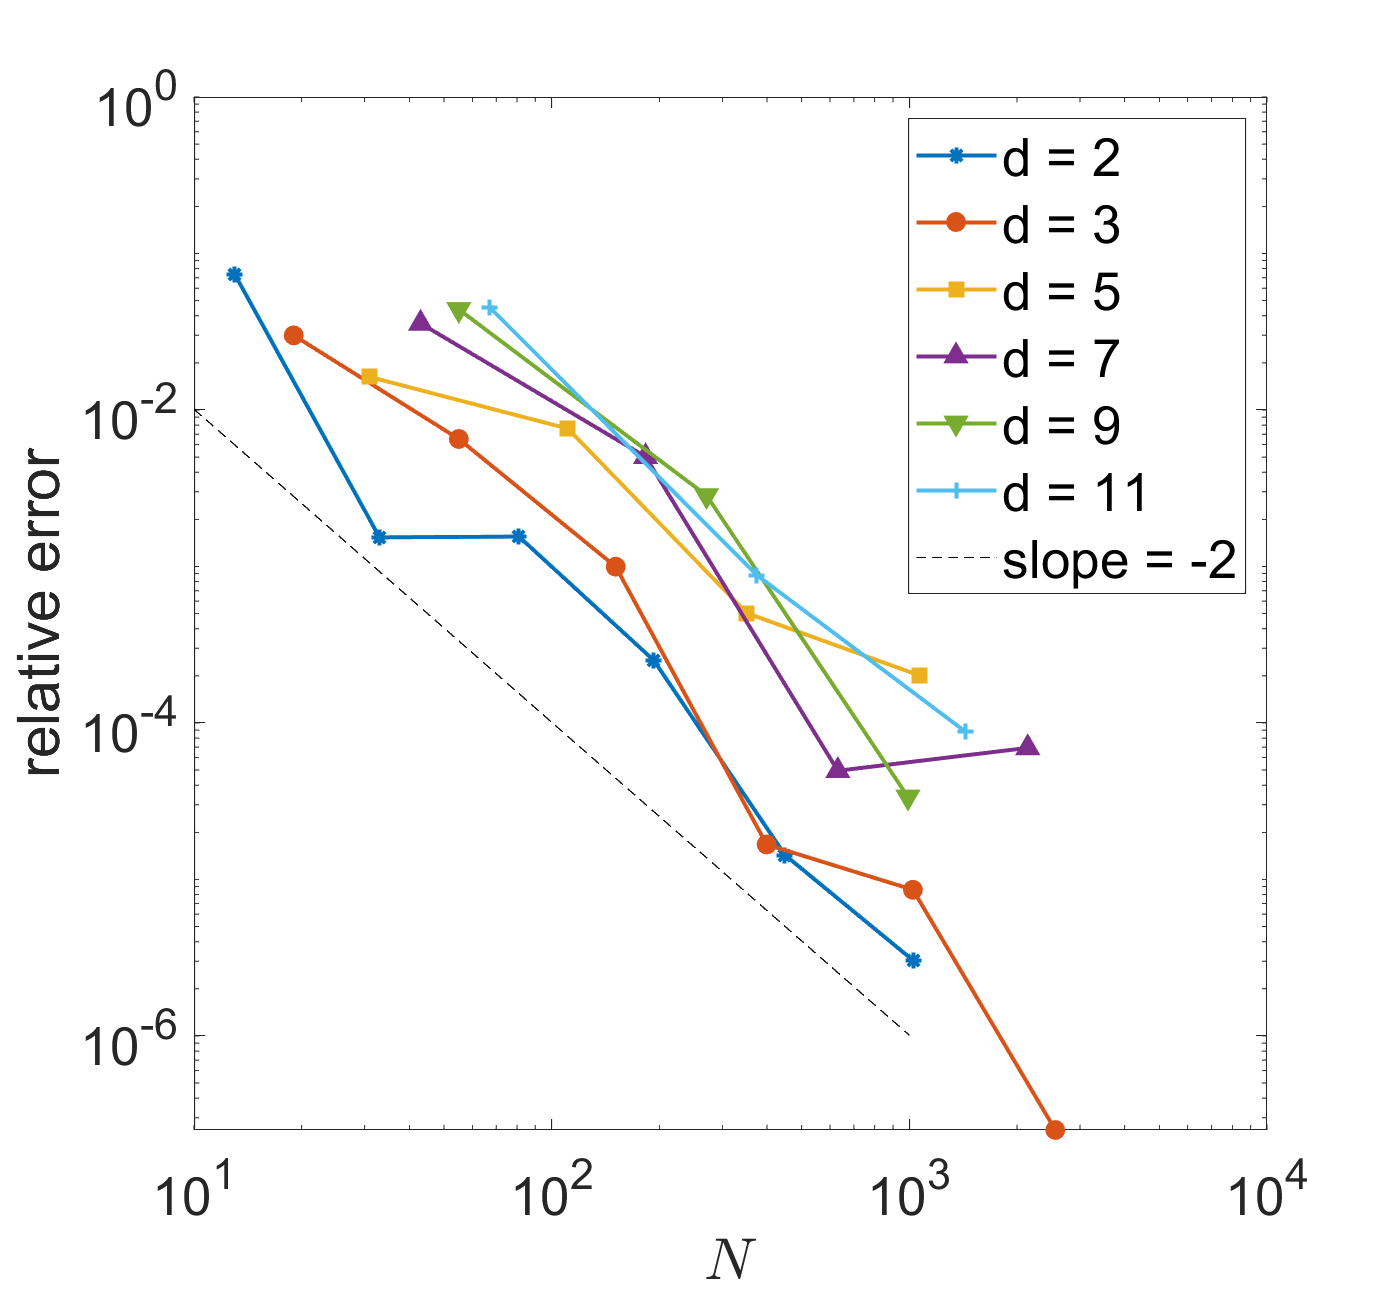 10^0
10^-2
10^-4
10^-6
relative error
d = 2
d = 3
d = 5
d = 7
d = 9
d = 11
slope = -2
10^1 10^2 10^3 10^4
N